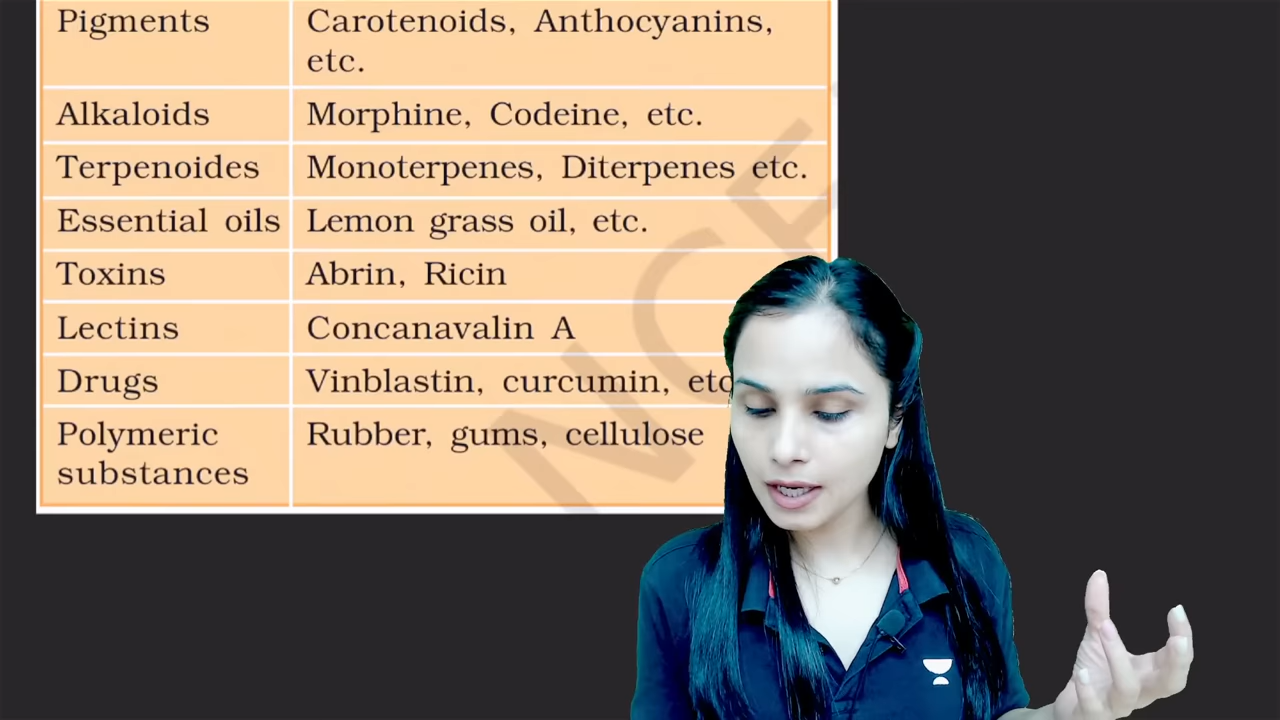 Pigments
Carotenoids, Anthocyanins,
etc.
Alkaloids
Morphine, Codeine, etc.
Terpenoides
Monoterpenes, Diterpenes etc.
Essential oils
Lemon grass oil, etc.
Toxins
Abrin, Ricin
Lectins
Concanavalin A
Drugs
Vinblastin, curcumin, etc
Polymeric
substances
Rubber, gums, cellulose
NCE